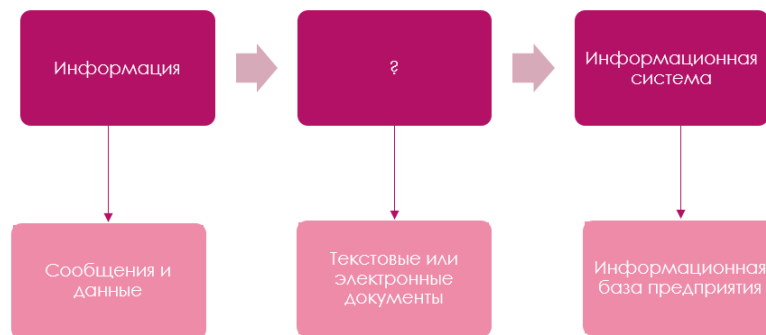 Информация
?
Информационная
система
Сообщения и
данные
Текстовые или
электронные
документы
Информационная
база предприятия